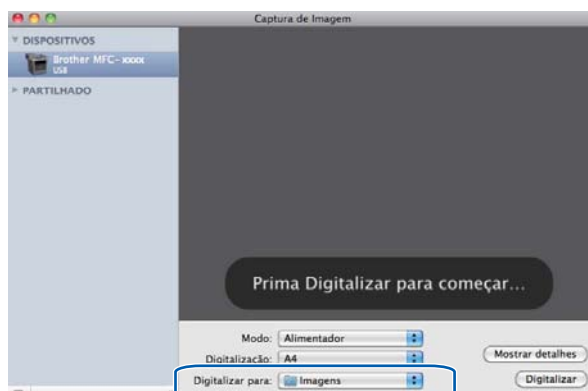 Captura de Imagem
DISPOSITIVOS
Brother MFC-xxxx
USB
PARTILHADO
Prima Digitalizar para começar...
Modo: Alimentador
Digitalização: A4
Mostrar detalhes
Digitalizar para: Imagens
Digitalizar